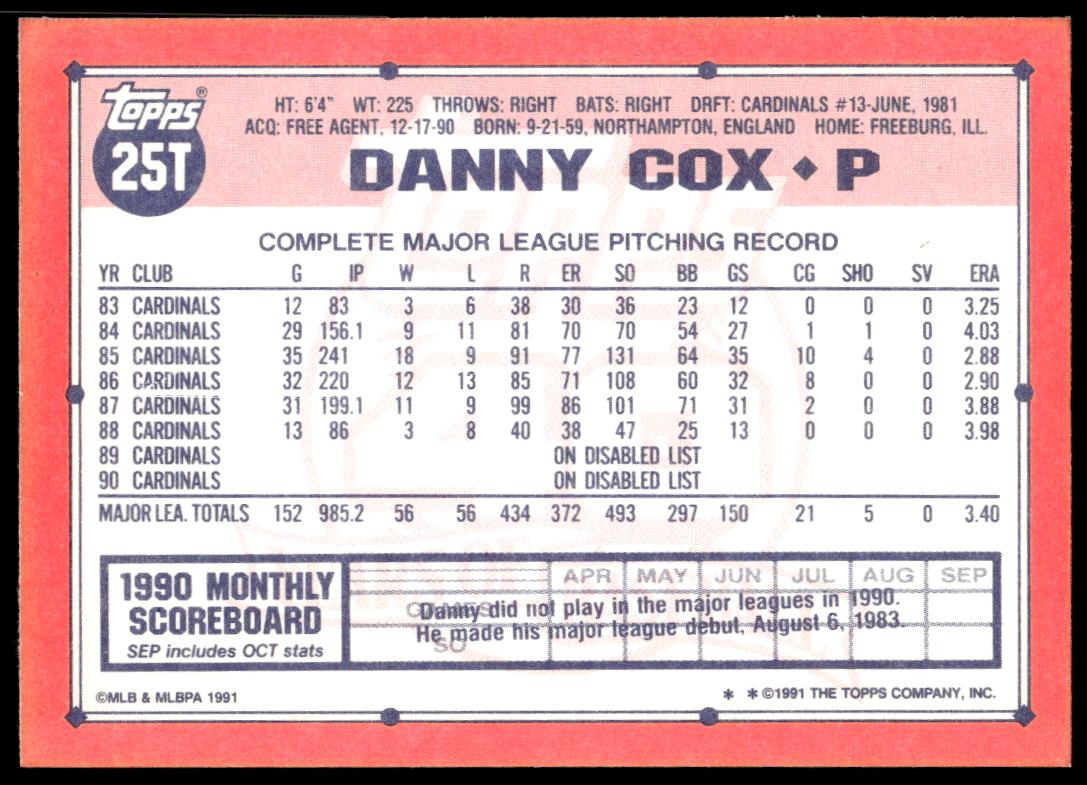 topps®
25T
HT: 6'4" WT: 225 THROWS: RIGHT BATS: RIGHT DRFT: CARDINALS #13-JUNE, 1981
ACQ: FREE AGENT, 12-17-90 BORN: 9-21-59, NORTHAMPTON, ENGLAND HOME: FREEBURG, ILL.
DANNY COX ◆ P
COMPLETE MAJOR LEAGUE PITCHING RECORD
YR CLUB G IP W L R ER SO BB GS CG SHO SV ERA
83 CARDINALS 12 83 3 6 38 30 36 23 12 0 0 0 3.25
84 CARDINALS 29 156.1 9 11 81 70 70 54 27 1 1 0 4.03
85 CARDINALS 35 241 18 9 91 77 131 64 35 10 4 0 2.88
86 CARDINALS 32 220 12 13 85 71 108 60 32 8 0 0 2.90
87 CARDINALS 31 199.1 11 9 99 86 101 71 31 2 0 0 3.88
88 CARDINALS 13 86 3 8 40 38 47 25 13 0 0 0 3.98
89 CARDINALS ON DISABLED LIST
90 CARDINALS ON DISABLED LIST
MAJOR LEA. TOTALS 152 985.2 56 56 434 372 493 297 150 21 5 0 3.40
1990 MONTHLY
SCOREBOARD
SEP includes OCT stats
APR MAY JUN JUL AUG SEP
GAMES
Danny did not play in the major leagues in 1990.
He made his major league debut, August 6, 1983.
SO
©MLB & MLBPA 1991
* * ©1991 THE TOPPS COMPANY, INC.
topps
40